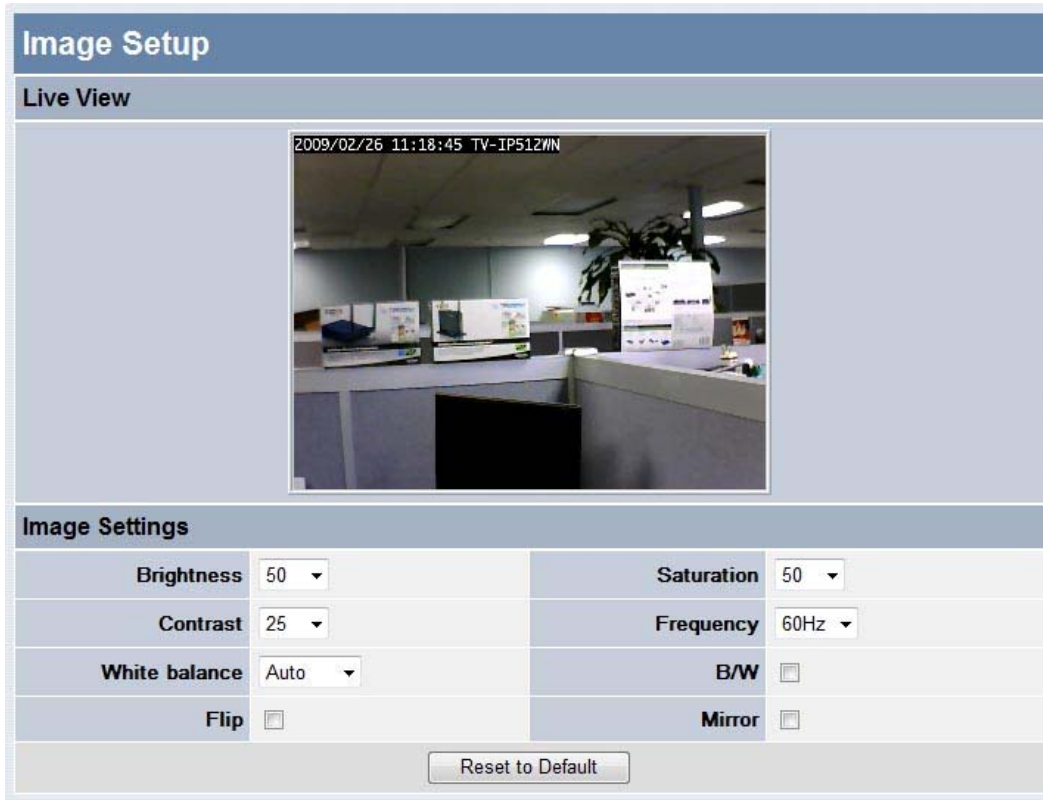 Image Setup
Live View
2009/02/26 11:18:45 TV-IP512WN
Image Settings
Brightness 50 Saturation 50
Contrast 25 Frequency 60Hz
White balance Auto B/W
Flip Mirror
Reset to Default